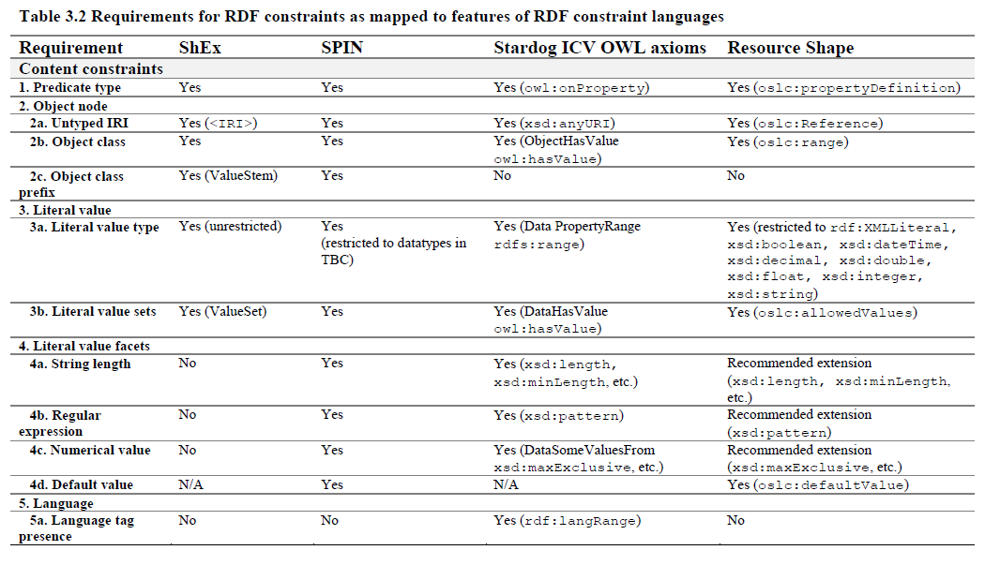 Table 3.2 Requirements for RDF constraints as mapped to features of RDF constraint languages
Requirement ShEx SPIN Stardog ICV OWL axioms Resource Shape
Content constraints
1. Predicate type Yes Yes Yes (owl:onProperty) Yes (oslc:propertyDefinition)
2. Object node
2a. Untyped IRI Yes (<IRI>) Yes Yes (xsd:anyURI) Yes (oslc:Reference)
2b. Object class Yes Yes Yes (ObjectHasValue Yes (oslc:range)
owl:hasValue)
2c. Object class Yes (ValueStem) Yes No No
prefix
3. Literal value
3a. Literal value type Yes (unrestricted) Yes Yes (Data PropertyRange Yes (restricted to rdf:XMLLiteral,
(restricted to datatypes in rdfs:range) xsd:boolean, xsd:dateTime,
TBC) xsd:decimal, xsd:double,
xsd:float, xsd:integer,
xsd:string)
3b. Literal value sets Yes (ValueSet) Yes Yes (DataHasValue Yes (oslc:allowedValues)
owl:hasValue)
4. Literal value facets
4a. String length No Yes Yes (xsd:length, Recommended extension
xsd:minLength, etc.) (xsd:length, xsd:minLength,
etc.)
4b. Regular No Yes Yes (xsd:pattern) Recommended extension
expression (xsd:pattern)
4c. Numerical value No Yes Yes (DataSomeValuesFrom Recommended extension
xsd:maxExclusive, etc.) (xsd:maxExclusive, etc.)
4d. Default value N/A Yes N/A Yes (oslc:defaultValue)
5. Language
5a. Language tag No No Yes (rdf:langRange) No
presence